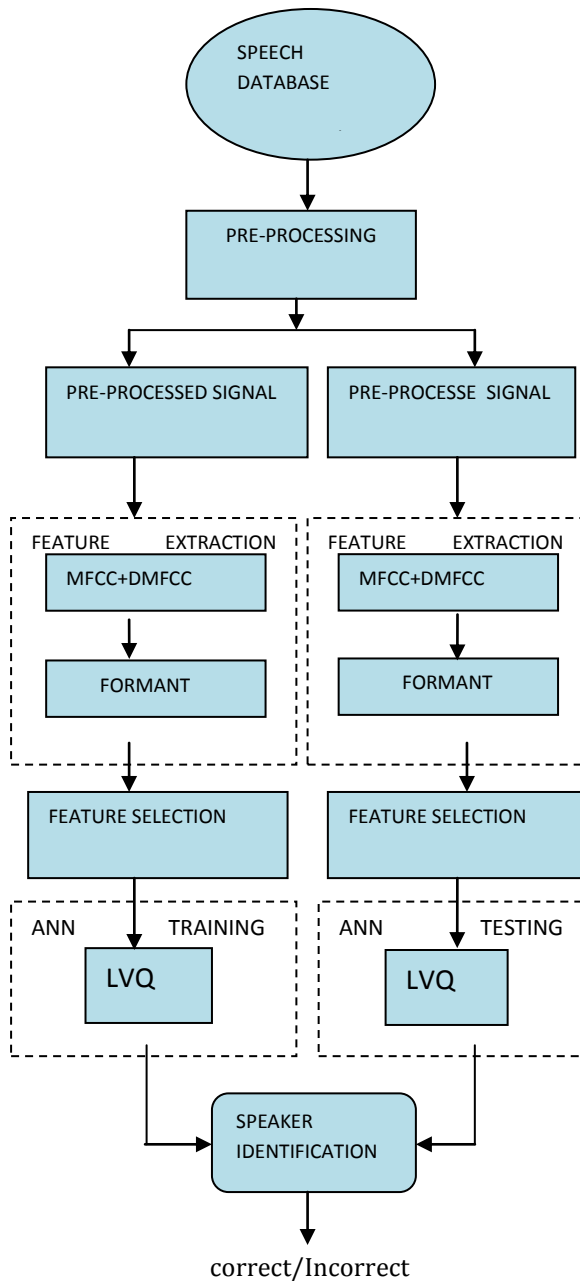 SPEECH
DATABASE
PRE-PROCESSING
PRE-PROCESSED SIGNAL
PRE-PROCESSE SIGNAL
FEATURE EXTRACTION
MFCC+DMFCC
FORMANT
FEATURE EXTRACTION
MFCC+DMFCC
FORMANT
FEATURE SELECTION
FEATURE SELECTION
ANN TRAINING
LVQ
ANN TESTING
LVQ
SPEAKER
IDENTIFICATION
correct/Incorrect